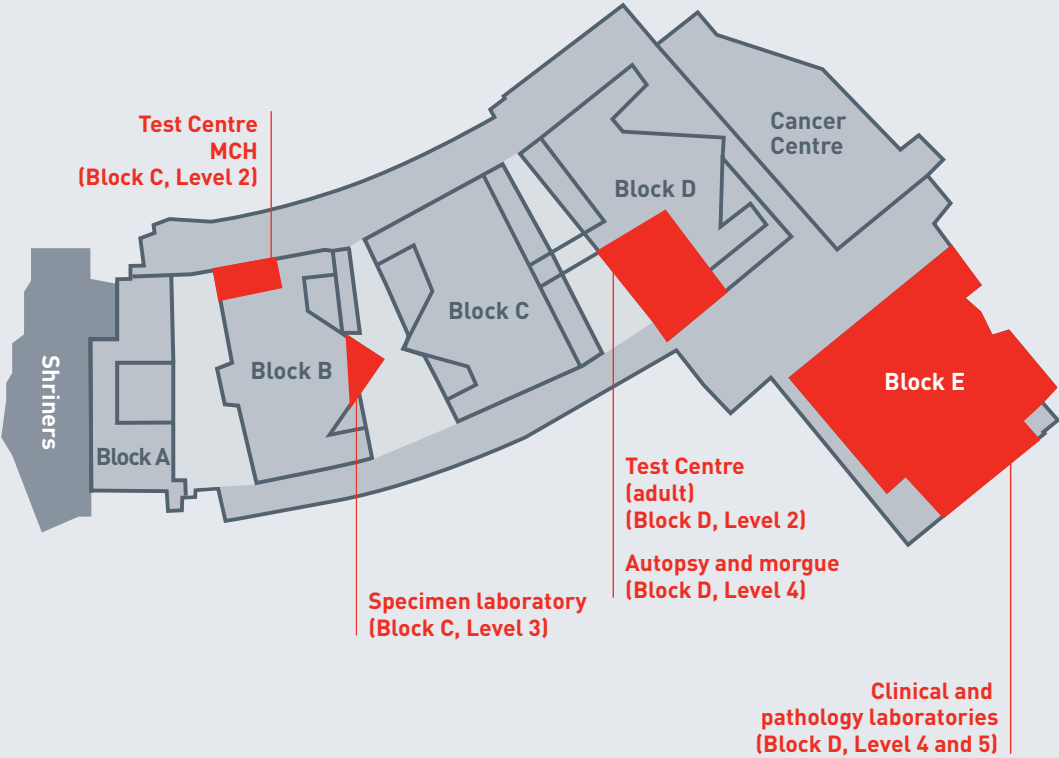 Test Centre
MCH
(Block C, Level 2)
Cancer
Centre
Block D
Block C
Block B
Block E
Shriners
Block A
Test Centre
(adult)
(Block D, Level 2)
Autopsy and morgue
(Block D, Level 4)
Specimen laboratory
(Block C, Level 3)
Clinical and
pathology laboratories
(Block D, Level 4 and 5)